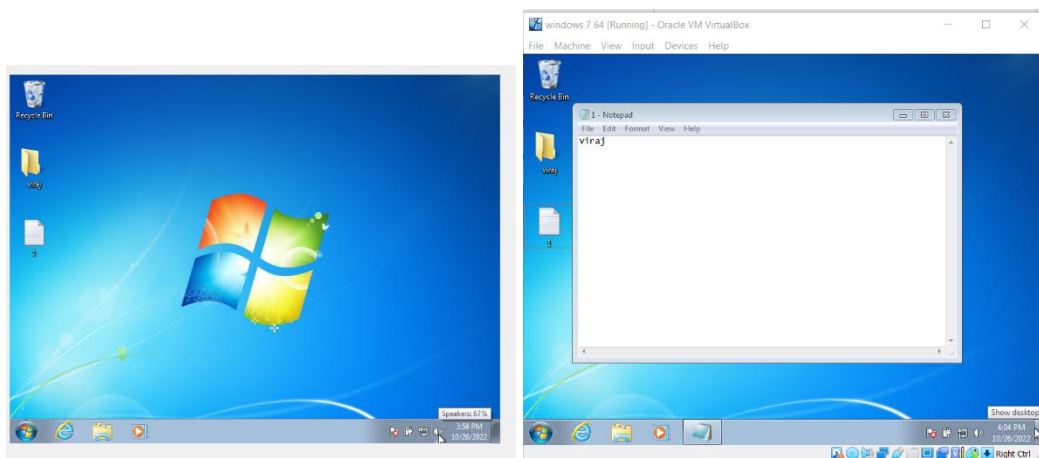 Recycle Bin
viraj
1
Speakers: 67%
3:58 PM
10/26/2022
windows 7 64 [Running] - Oracle VM VirtualBox
File Machine View Input Devices Help
Recycle Bin
viraj
1
1 - Notepad
File Edit Format View Help
viraj
Show desktop
4:04 PM
10/26/2022
Right Ctrl